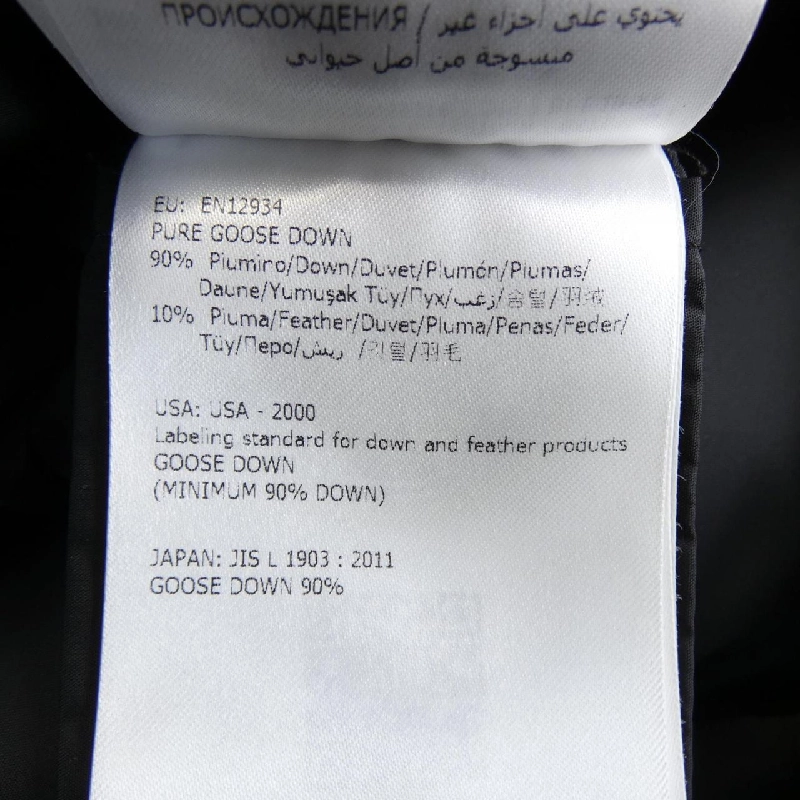 ПРОИСХОЖДЕНИЯ / يحتوي على أجزاء غير
منسوجة من أصل حيواني
EU: EN12934
PURE GOOSE DOWN
90% Piumino/Down/Duvet/Plumón/Plumas/
Daune/Yumuşak Tüy/Пух/زغب/솜털/羽绒
10% Piuma/Feather/Duvet/Pluma/Penas/Feder/
Tüy/Перо/ريش /깃털/羽毛
USA: USA - 2000
Labeling standard for down and feather products
GOOSE DOWN
(MINIMUM 90% DOWN)
JAPAN: JIS L 1903 : 2011
GOOSE DOWN 90%